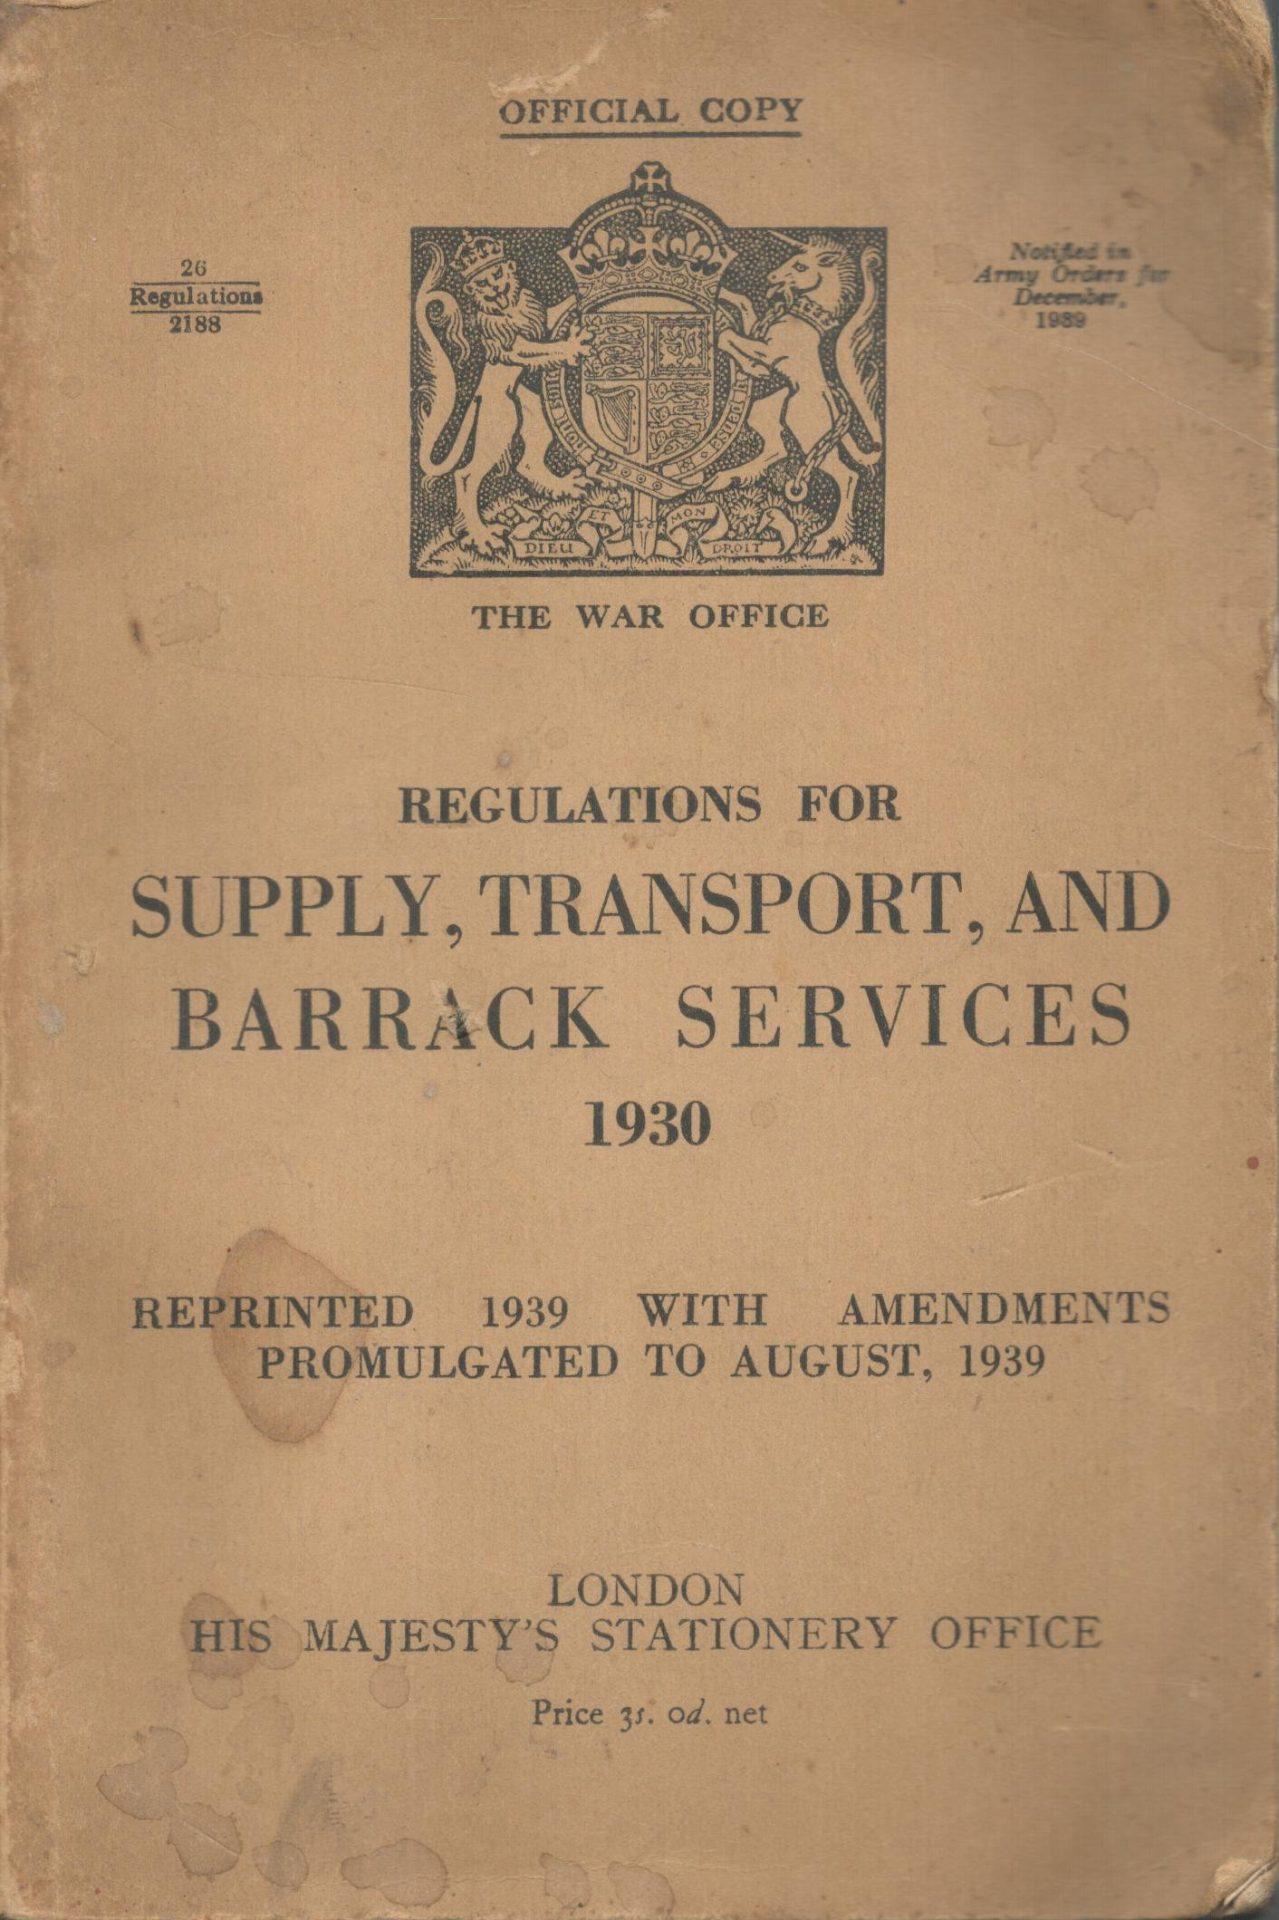 OFFICIAL COPY
26
Regulations
2188
Notified in
Army Orders for
December,
1939
DIEU ET MON DROIT
THE WAR OFFICE
REGULATIONS FOR
SUPPLY, TRANSPORT, AND
BARRACK SERVICES
1930
REPRINTED 1939 WITH AMENDMENTS
PROMULGATED TO AUGUST, 1939
LONDON
HIS MAJESTY'S STATIONERY OFFICE
Price 3s. 0d. net